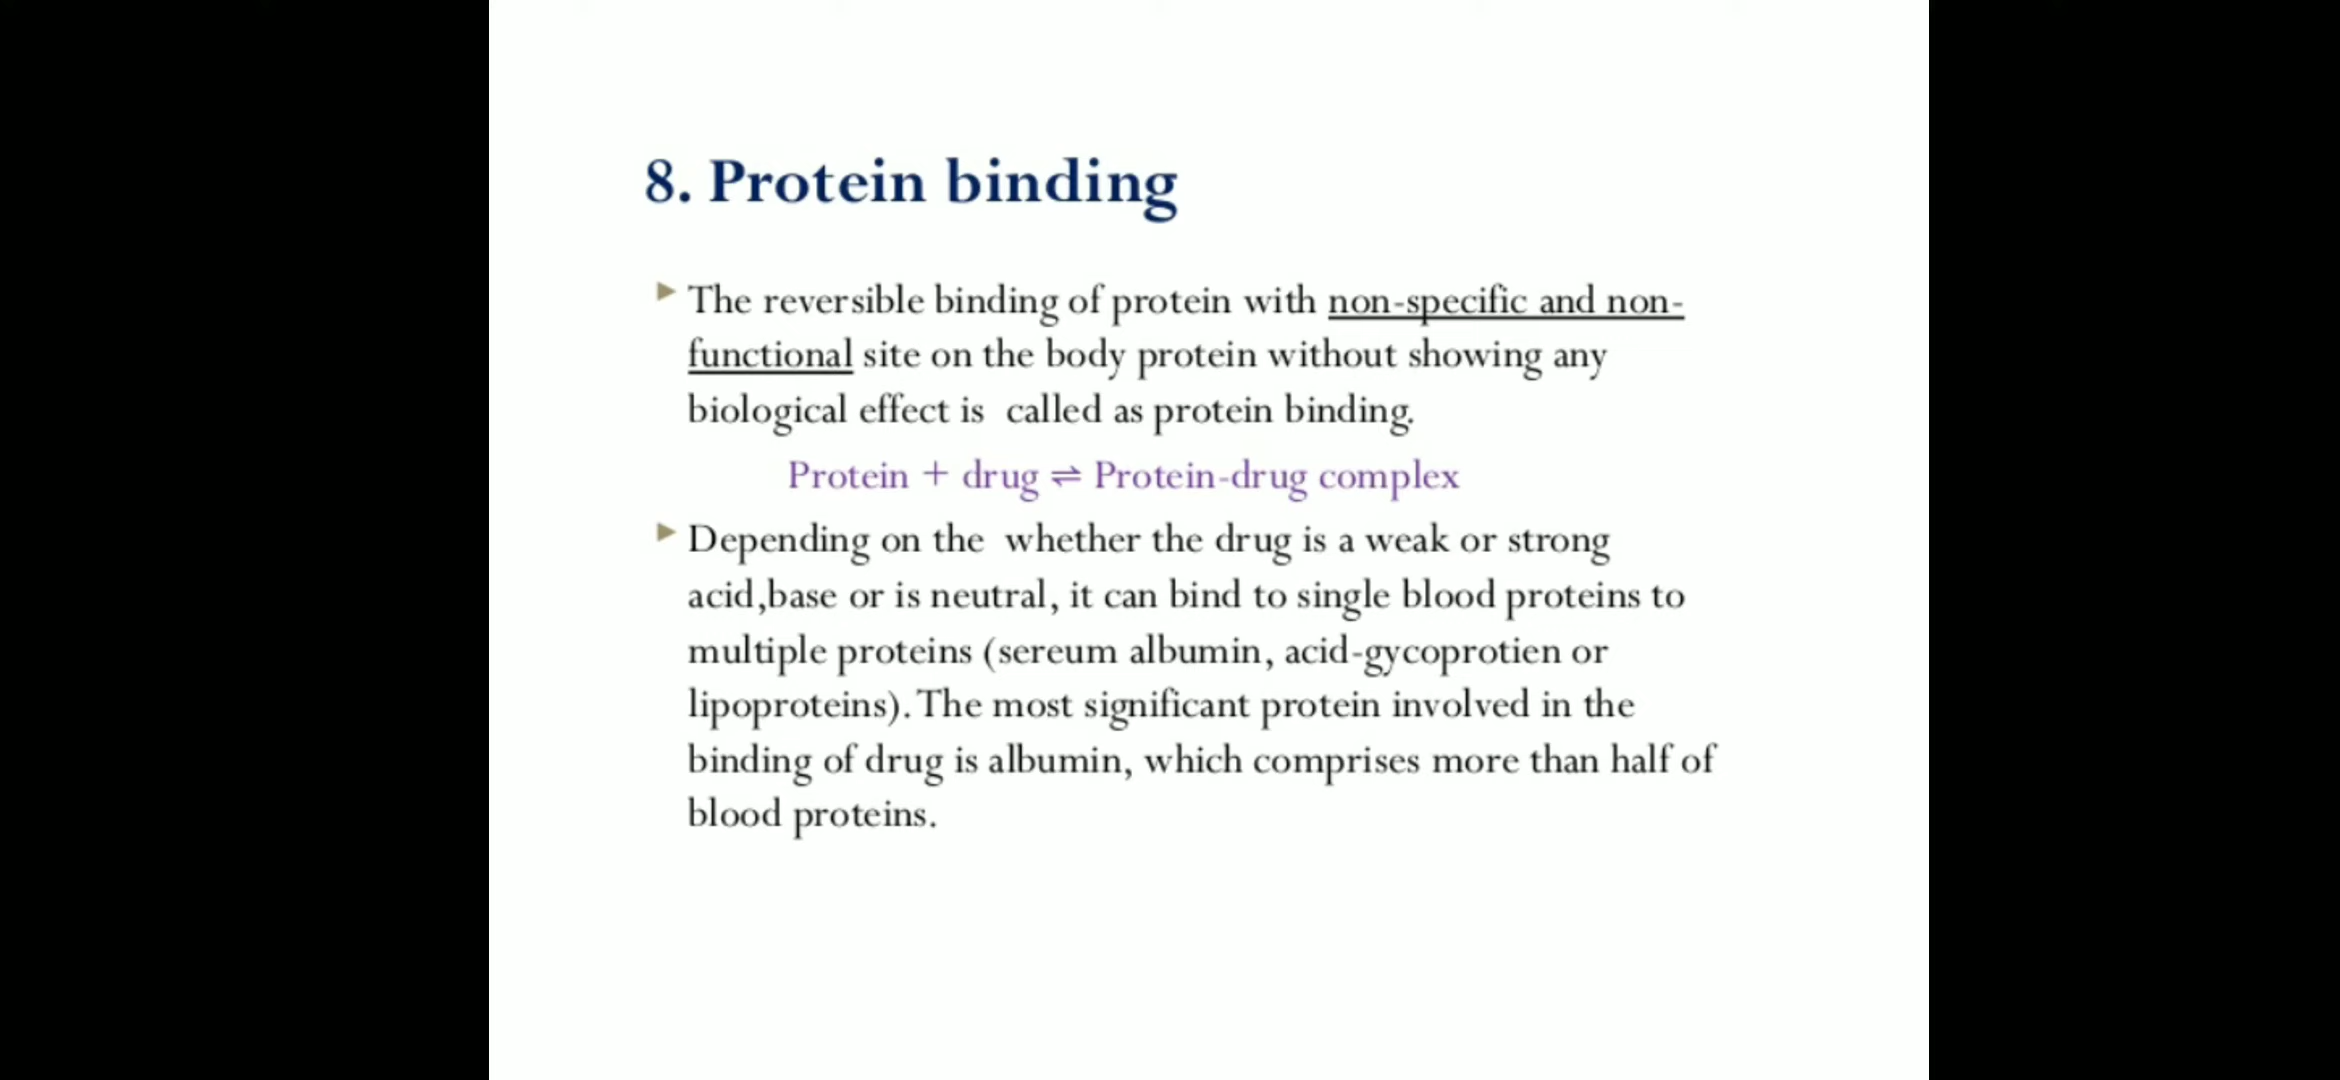 8. Protein binding
The reversible binding of protein with non-specific and non-
functional site on the body protein without showing any
biological effect is called as protein binding.
Protein + drug ⇌ Protein-drug complex
Depending on the whether the drug is a weak or strong
acid,base or is neutral, it can bind to single blood proteins to
multiple proteins (sereum albumin, acid-gycoprotien or
lipoproteins). The most significant protein involved in the
binding of drug is albumin, which comprises more than half of
blood proteins.